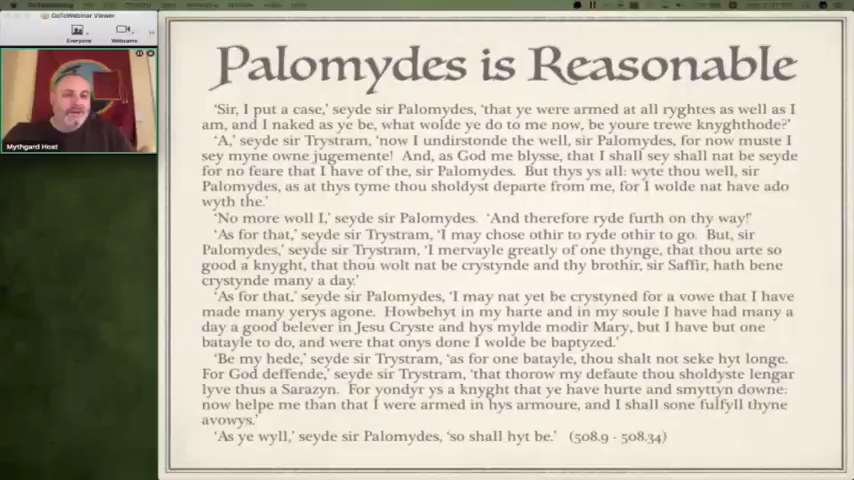 GoToWebinar Viewer
Everyone
Webcams
Mythgard Host
Palomydes is Reasonable
'Sir, I put a case,' seyde sir Palomydes, 'that ye were armed at all ryghtes as well as I
am, and I naked as ye be, what wolde ye do to me now, be youre trewe knyghthode?'
'A,' seyde sir Trystram, 'now I undirstonde the well, sir Palomydes, for now muste I
sey myne owne jugemente! And, as God me blysse, that I shall sey shall nat be seyde
for no feare that I have of the, sir Palomydes. But thys ys all: wyte thou well, sir
Palomydes, as at thys tyme thou sholdyst departe from me, for I wolde nat have ado
wyth the.'
'No more woll I,' seyde sir Palomydes. 'And therefore ryde furth on thy way!'
'As for that,' seyde sir Trystram, 'I may chose othir to ryde othir to go. But, sir
Palomydes,' seyde sir Trystram, 'I mervayle greatly of one thynge, that thou arte so
good a knyght, that thou wolt nat be crystynde and thy brothir, sir Saffir, hath bene
crystynde many a day.'
'As for that,' seyde sir Palomydes, 'I may nat yet be crystyned for a vowe that I have
made many yerys agone. Howbehyt in my harte and in my soule I have had many a
day a good belever in Jesu Cryste and hys mylde modir Mary, but I have but one
batayle to do, and were that onys done I wolde be baptyzed.'
'Be my hede,' seyde sir Trystram, 'as for one batayle, thou shalt not seke hyt longe.
For God deffende,' seyde sir Trystram, 'that thorow my defaute thou sholdyste lengar
lyve thus a Sarazyn. For yondyr ys a knyght that ye have hurte and smyttyn downe:
now helpe me than that I were armed in hys armoure, and I shall sone fulfyll thyne
avowys.'
'As ye wyll,' seyde sir Palomydes, 'so shall hyt be.' (508.9 - 508.34)